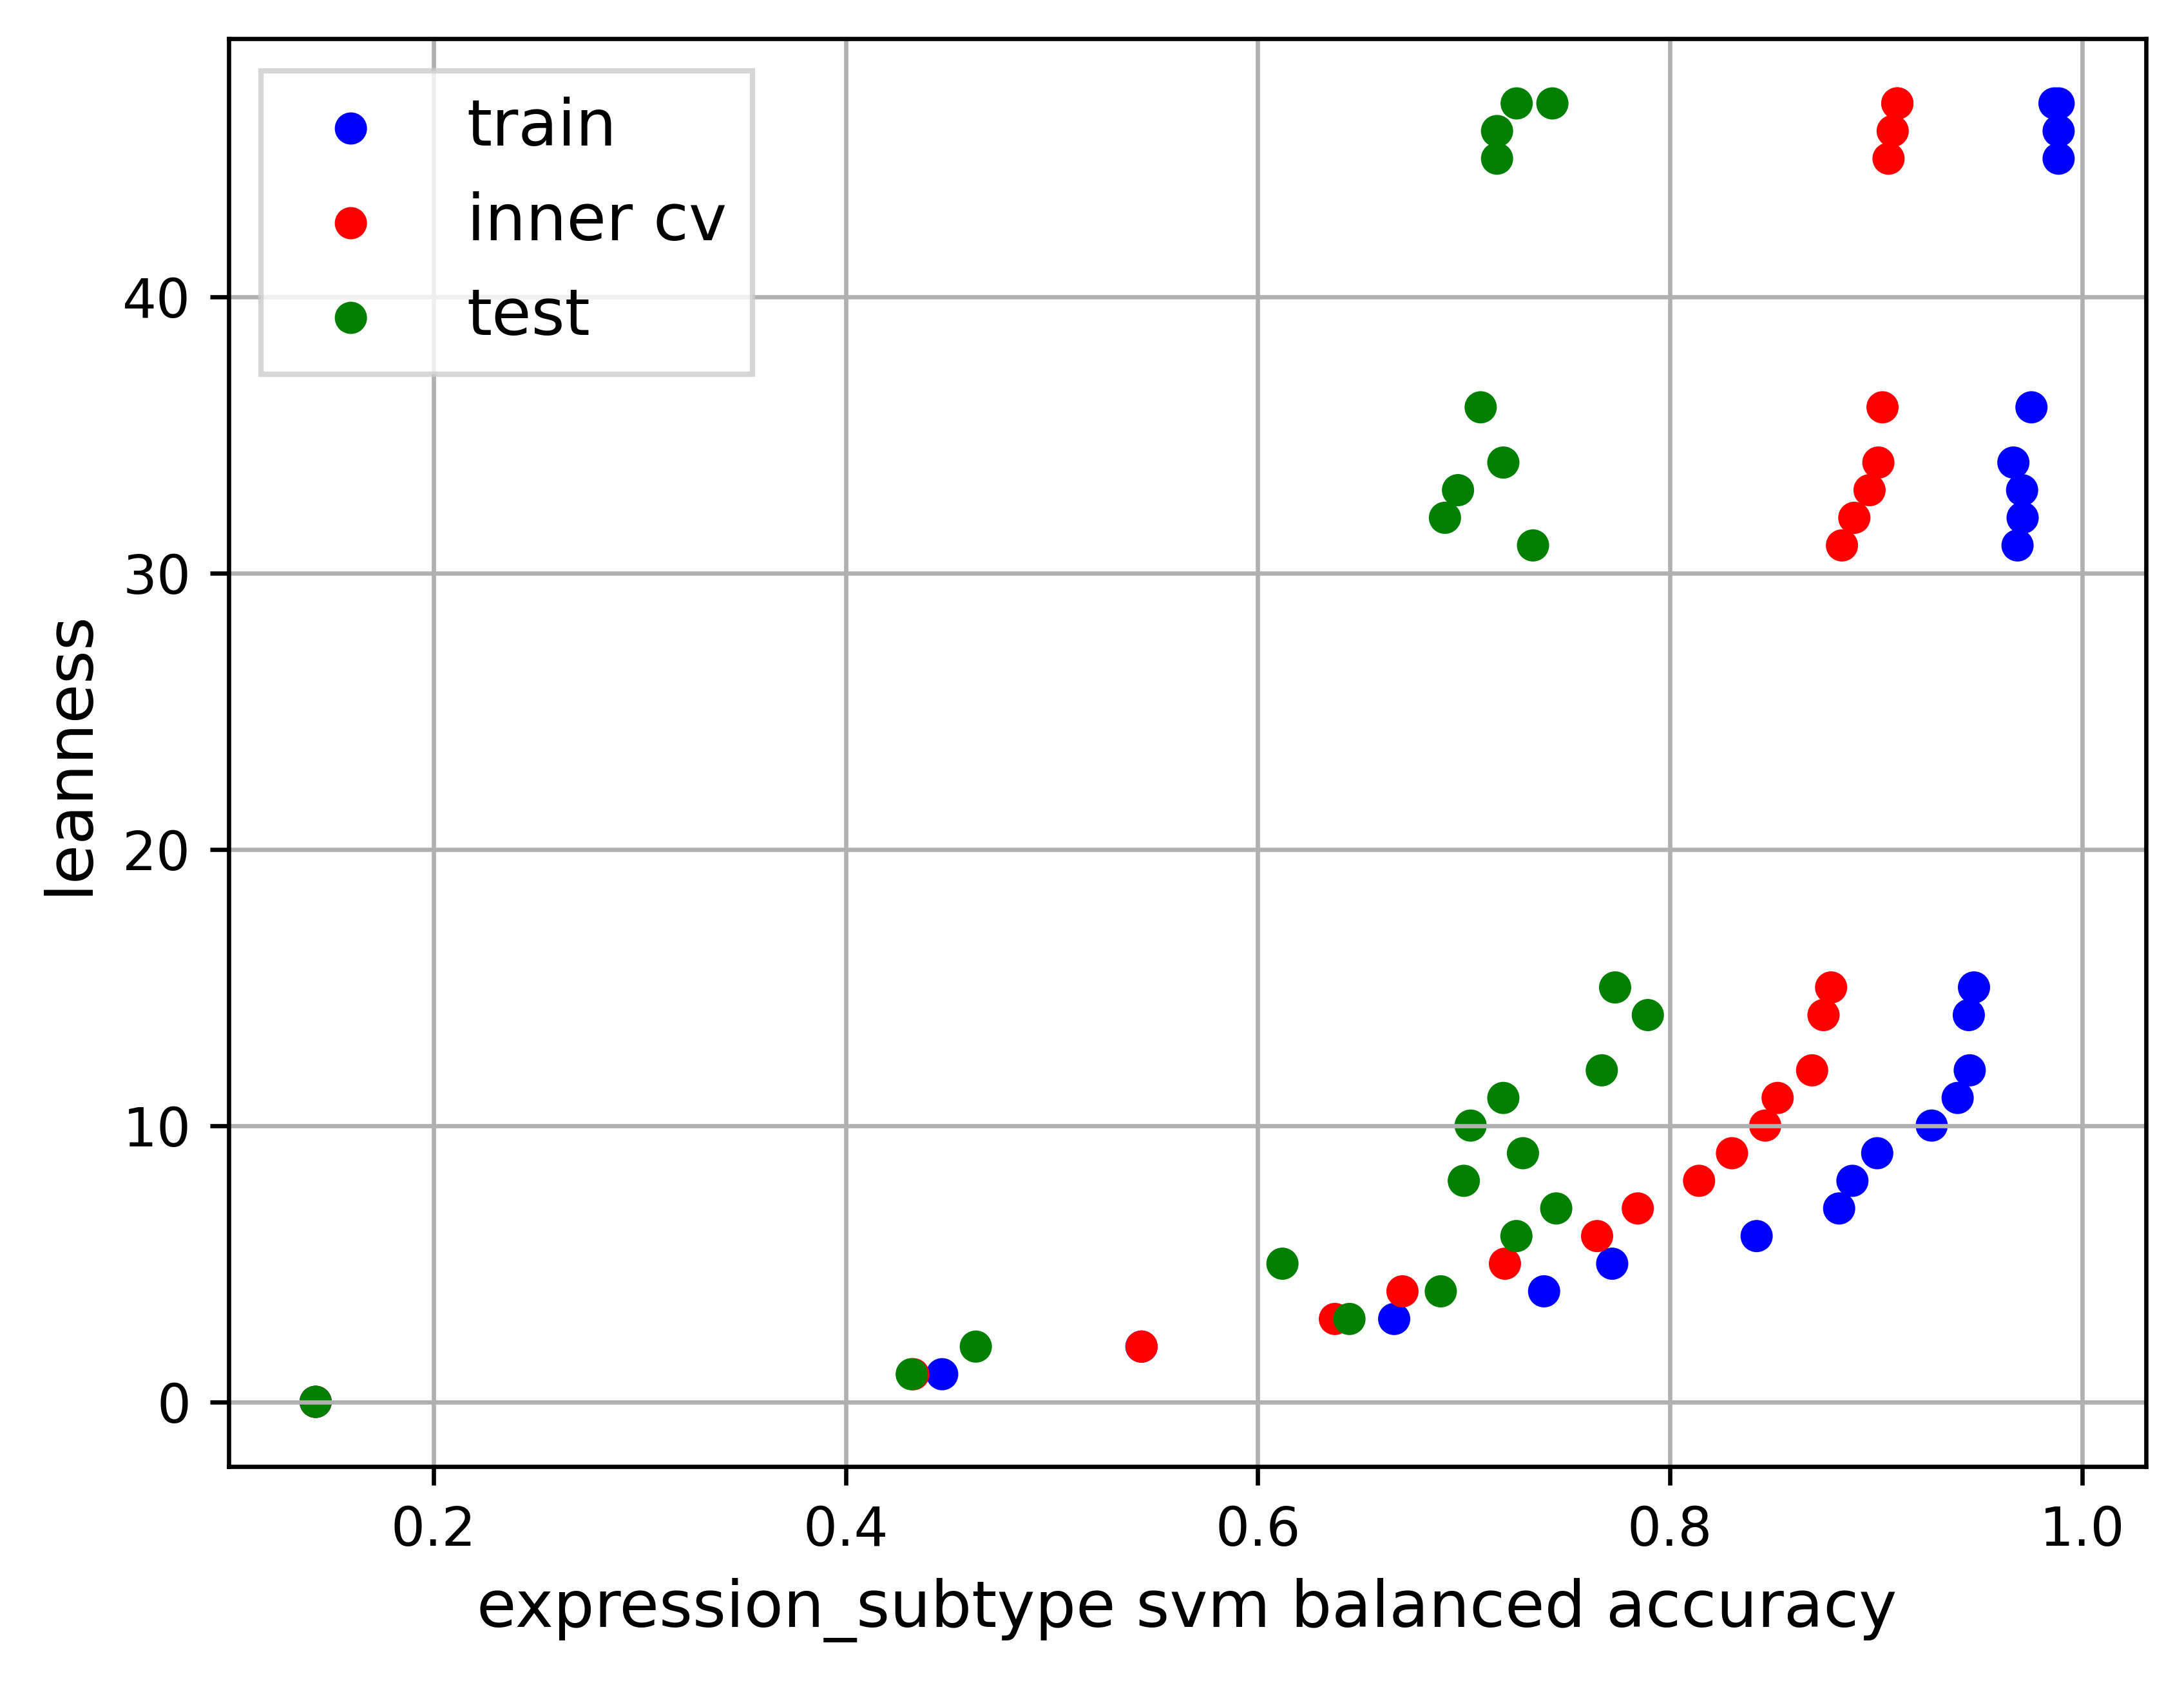 train
inner cv
test
40
30
20
10
0
leanness
0.2 0.4 0.6 0.8 1.0
expression_subtype svm balanced accuracy